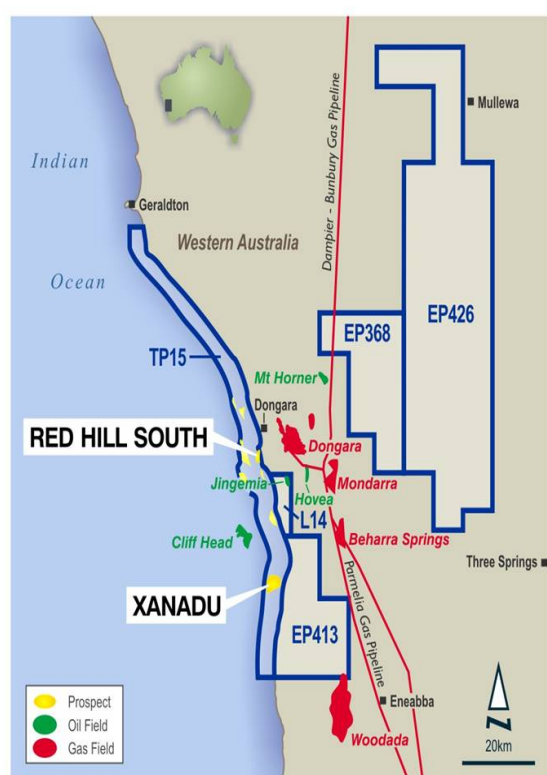 Mullewa
Indian
Geraldton
Western Australia
Ocean
Dampier - Bunbury Gas Pipeline
EP368
EP426
TP15
Mt Horner
Dongara
RED HILL SOUTH
Dongara
Jingemia
Hovea
Mondarra
L14
Cliff Head
Beharra Springs
Three Springs
XANADU
EP413
Parmelia Gas Pipeline
Prospect
Oil Field
Gas Field
Eneabba
Woodada
N
20km